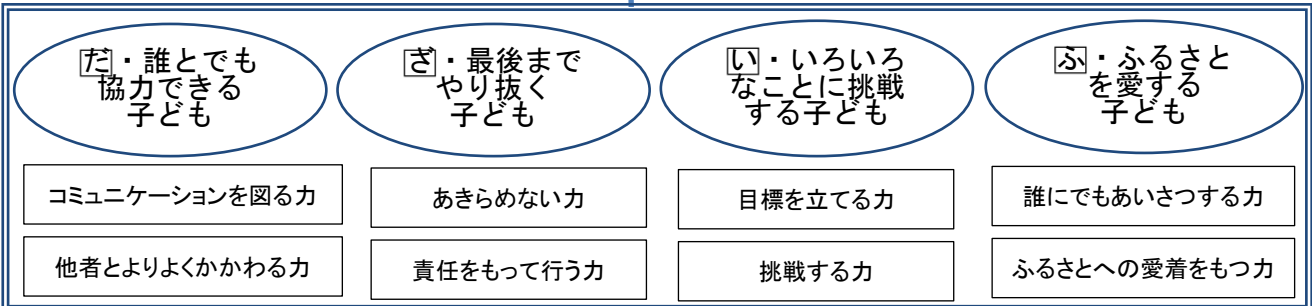 だ・誰とでも
協力できる
子ども
ざ・最後まで
やり抜く
子ども
い・いろいろ
なことに挑戦
する子ども
ふ・ふるさと
を愛する
子ども
コミュニケーションを図る力
あきらめない力
目標を立てる力
誰にでもあいさつする力
他者とよりよくかかわる力
責任をもって行う力
挑戦する力
ふるさとへの愛着をもつ力